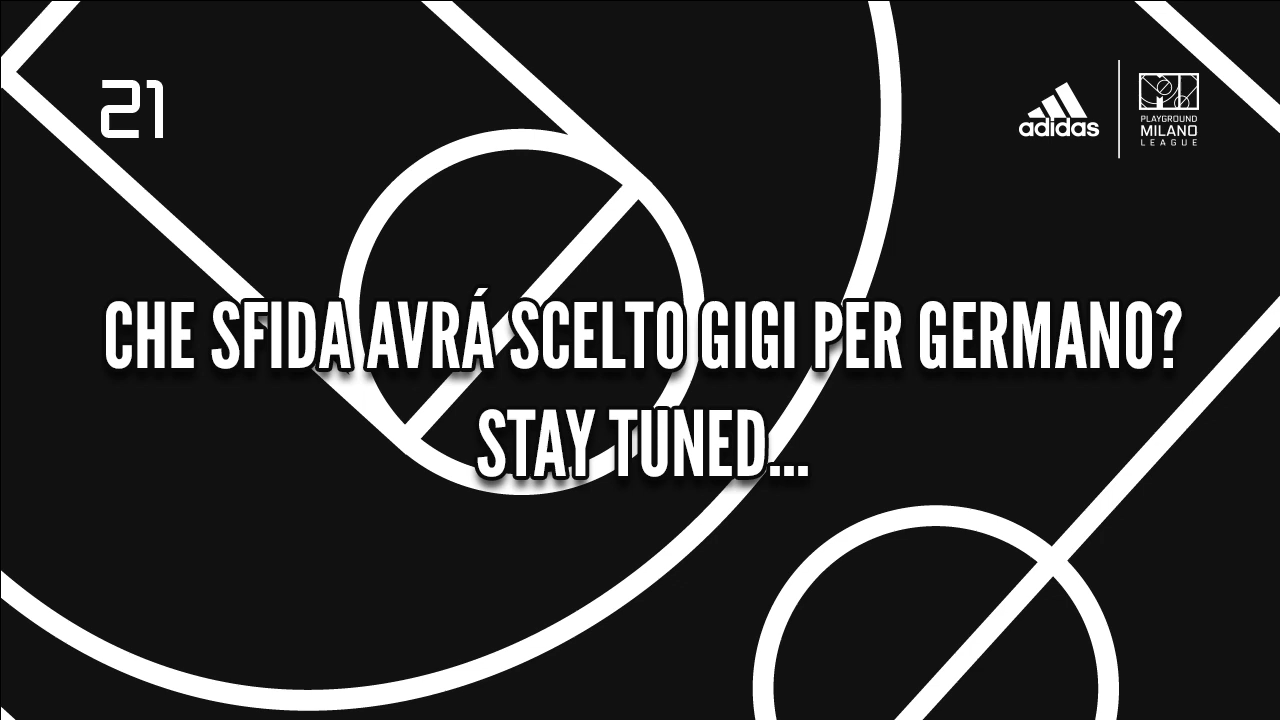 21
adidas
PLAYGROUND
MILANO
LEAGUE
CHE SFIDA AVRÁ SCELTO GIGI PER GERMANO?
STAY TUNED...